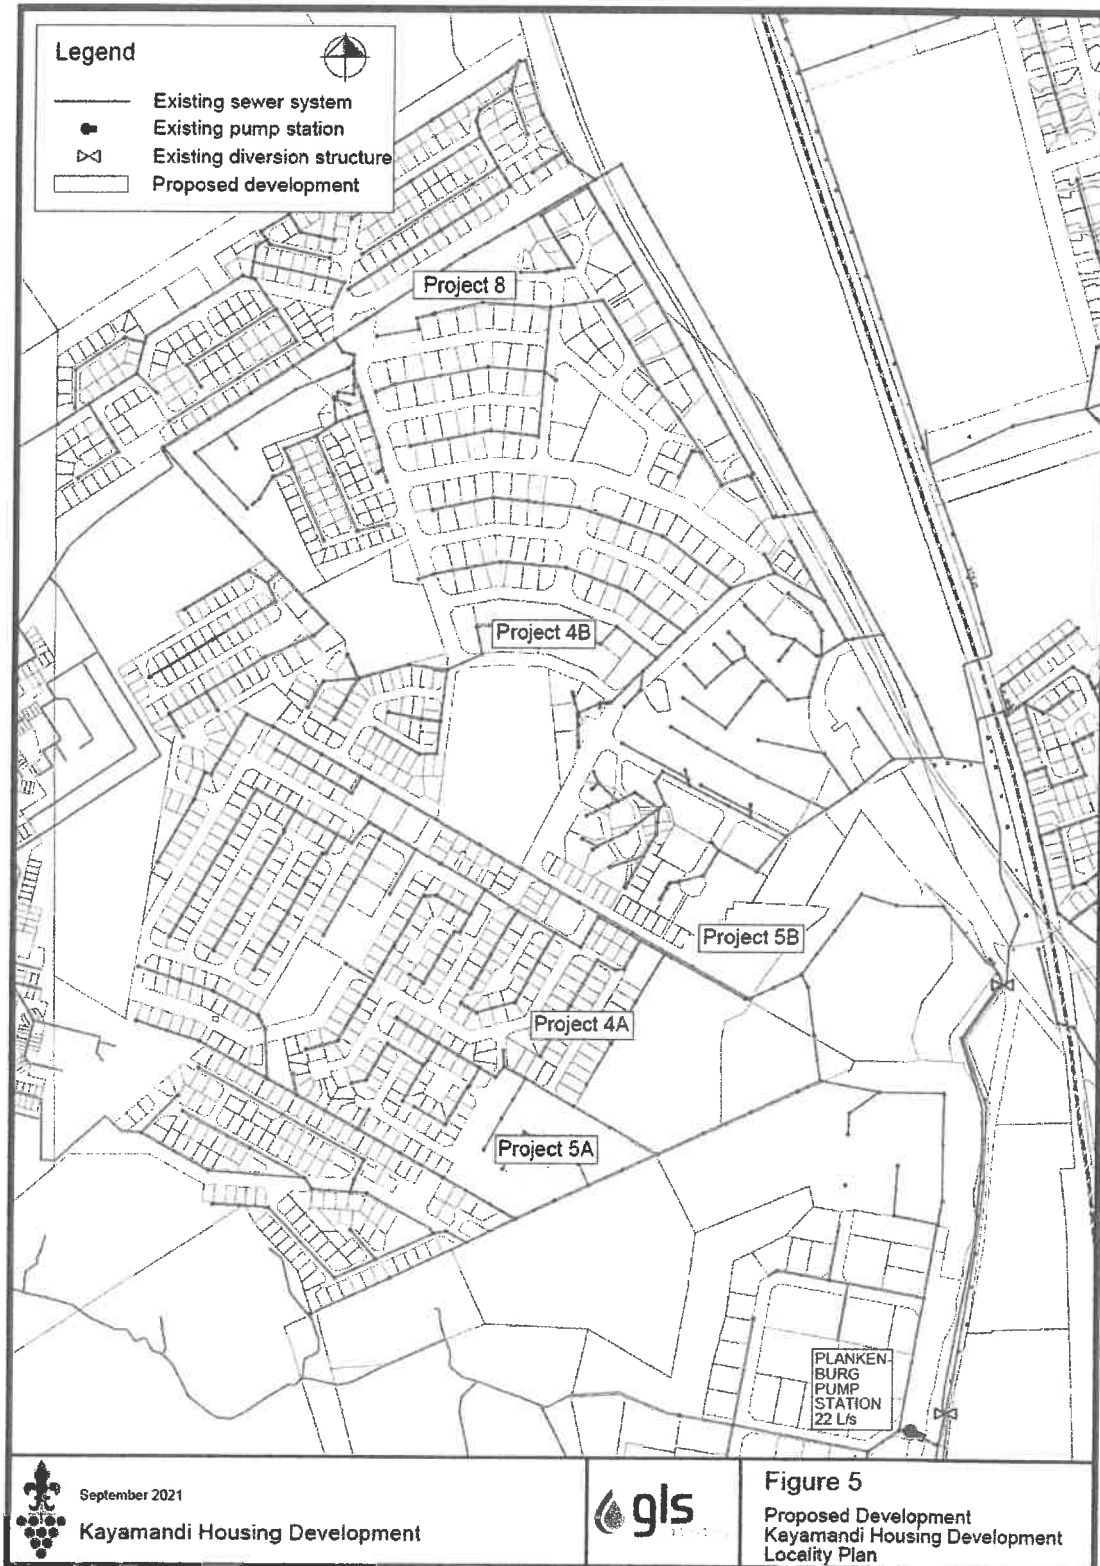 Legend
Existing sewer system
Existing pump station
Existing diversion structure
Proposed development
Project 8
Project 4B
Project 5B
Project 4A
Project 5A
PLANKEN-
BURG
PUMP
STATION
22 L/s
September 2021
Kayamandi Housing Development
gls
Figure 5
Proposed Development
Kayamandi Housing Development
Locality Plan